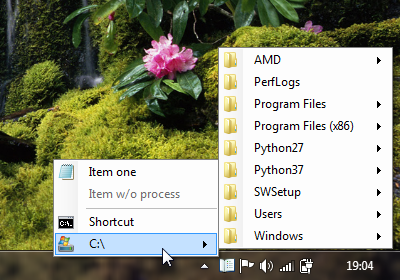 AMD
PerfLogs
Program Files
Program Files (x86)
Python27
Python37
SWSetup
Users
Windows
Item one
Item w/o process
Shortcut
C:\
19:04